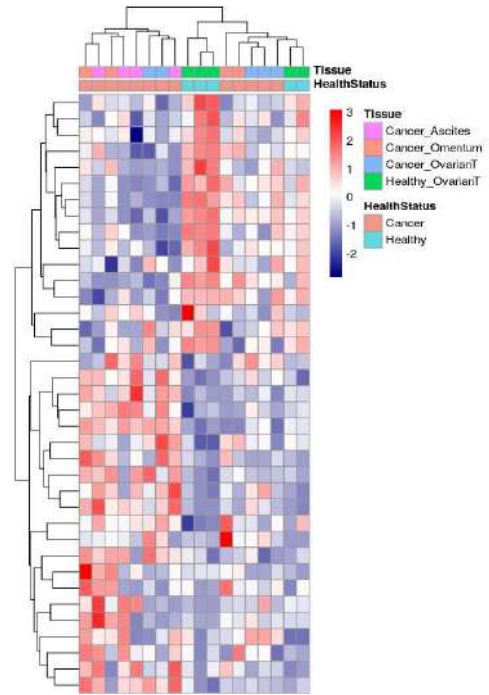 Tissue
HealthStatus
3
2
1
0
-1
-2
Tissue
Cancer_Ascites
Cancer_Omentum
Cancer_OvarianT
Healthy_OvarianT
HealthStatus
Cancer
Healthy